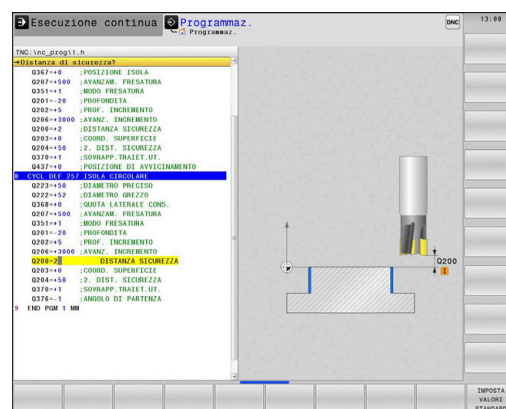 Esecuzione continua
Programmaz.
Programmaz.
DNC
13:08
TNC:\nc_prog\1.h
→Distanza di sicurezza?
Q367=+0 ;POSIZIONE ISOLA
Q207=+500 ;AVANZAM. FRESATURA
Q351=+1 ;MODO FRESATURA
Q201=-20 ;PROFONDITA
Q202=+5 ;PROF. INCREMENTO
Q206=+3000 ;AVANZ. INCREMENTO
Q200=+2 ;DISTANZA SICUREZZA
Q203=+0 ;COORD. SUPERFICIE
Q204=+50 ;2. DIST. SICUREZZA
Q370=+1 ;SOVRAPP.TRAIET.UT.
Q437=+0 ;POSIZIONE DI AVVICINAMENTO
8 CYCL DEF 257 ISOLA CIRCOLARE
Q223=+50 ;DIAMETRO PRECISO
Q222=+52 ;DIAMETRO GREZZO
Q368=+0 ;QUOTA LATERALE CONS.
Q207=+500 ;AVANZAM. FRESATURA
Q351=+1 ;MODO FRESATURA
Q201=-20 ;PROFONDITA
Q202=+5 ;PROF. INCREMENTO
Q206=+3000 ;AVANZ. INCREMENTO
Q200=2 DISTANZA SICUREZZA
Q203=+0 ;COORD. SUPERFICIE
Q204=+50 ;2. DIST. SICUREZZA
Q370=+1 ;SOVRAPP.TRAIET.UT.
Q376=-1 ;ANGOLO DI PARTENZA
9 END PGM 1 MM
Q200
I
IMPOSTA
VALORI
STANDARD